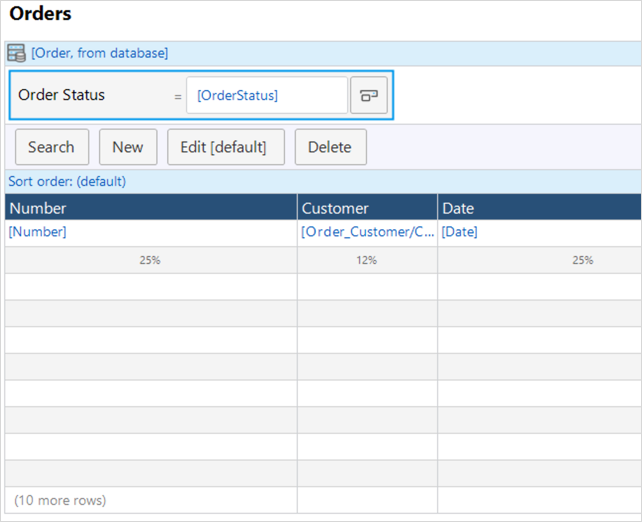 Orders
[Order, from database]
Order Status = [OrderStatus]
Search New Edit [default] Delete
Sort order: (default)
Number Customer Date
[Number] [Order_Customer/C... [Date]
25% 12% 25%
(10 more rows)